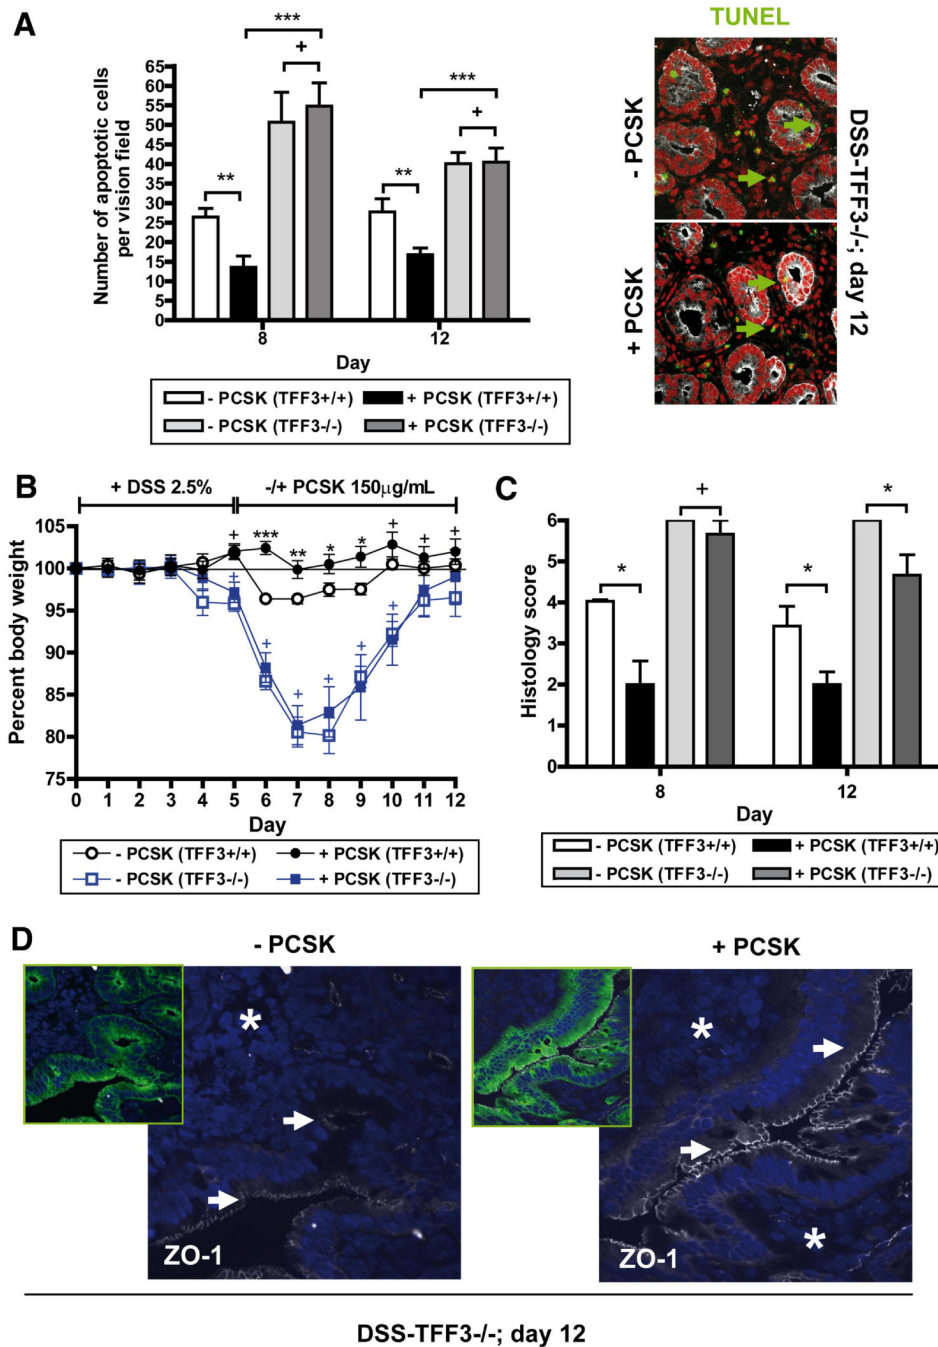 A
TUNEL
Number of apoptotic cells
per vision field
65
60
55
50
45
40
35
30
25
20
15
10
5
0
**
***
+
**
***
+
8
12
Day
- PCSK (TFF3+/+)
+ PCSK (TFF3+/+)
- PCSK (TFF3-/-)
+ PCSK (TFF3-/-)
- PCSK
+ PCSK
DSS-TFF3-/-; day 12
B
+ DSS 2.5%
-/+ PCSK 150µg/mL
Percent body weight
105
100
95
90
85
80
75
+
***
**
*
*
+
+
+
+
+
+
+
+
+
0 1 2 3 4 5 6 7 8 9 10 11 12
Day
- PCSK (TFF3+/+)
+ PCSK (TFF3+/+)
- PCSK (TFF3-/-)
+ PCSK (TFF3-/-)
C
Histology score
6
5
4
3
2
1
0
*
+
*
*
8
12
Day
- PCSK (TFF3+/+)
+ PCSK (TFF3+/+)
- PCSK (TFF3-/-)
+ PCSK (TFF3-/-)
D
- PCSK
+ PCSK
*
ZO-1
*
*
ZO-1
DSS-TFF3-/-; day 12